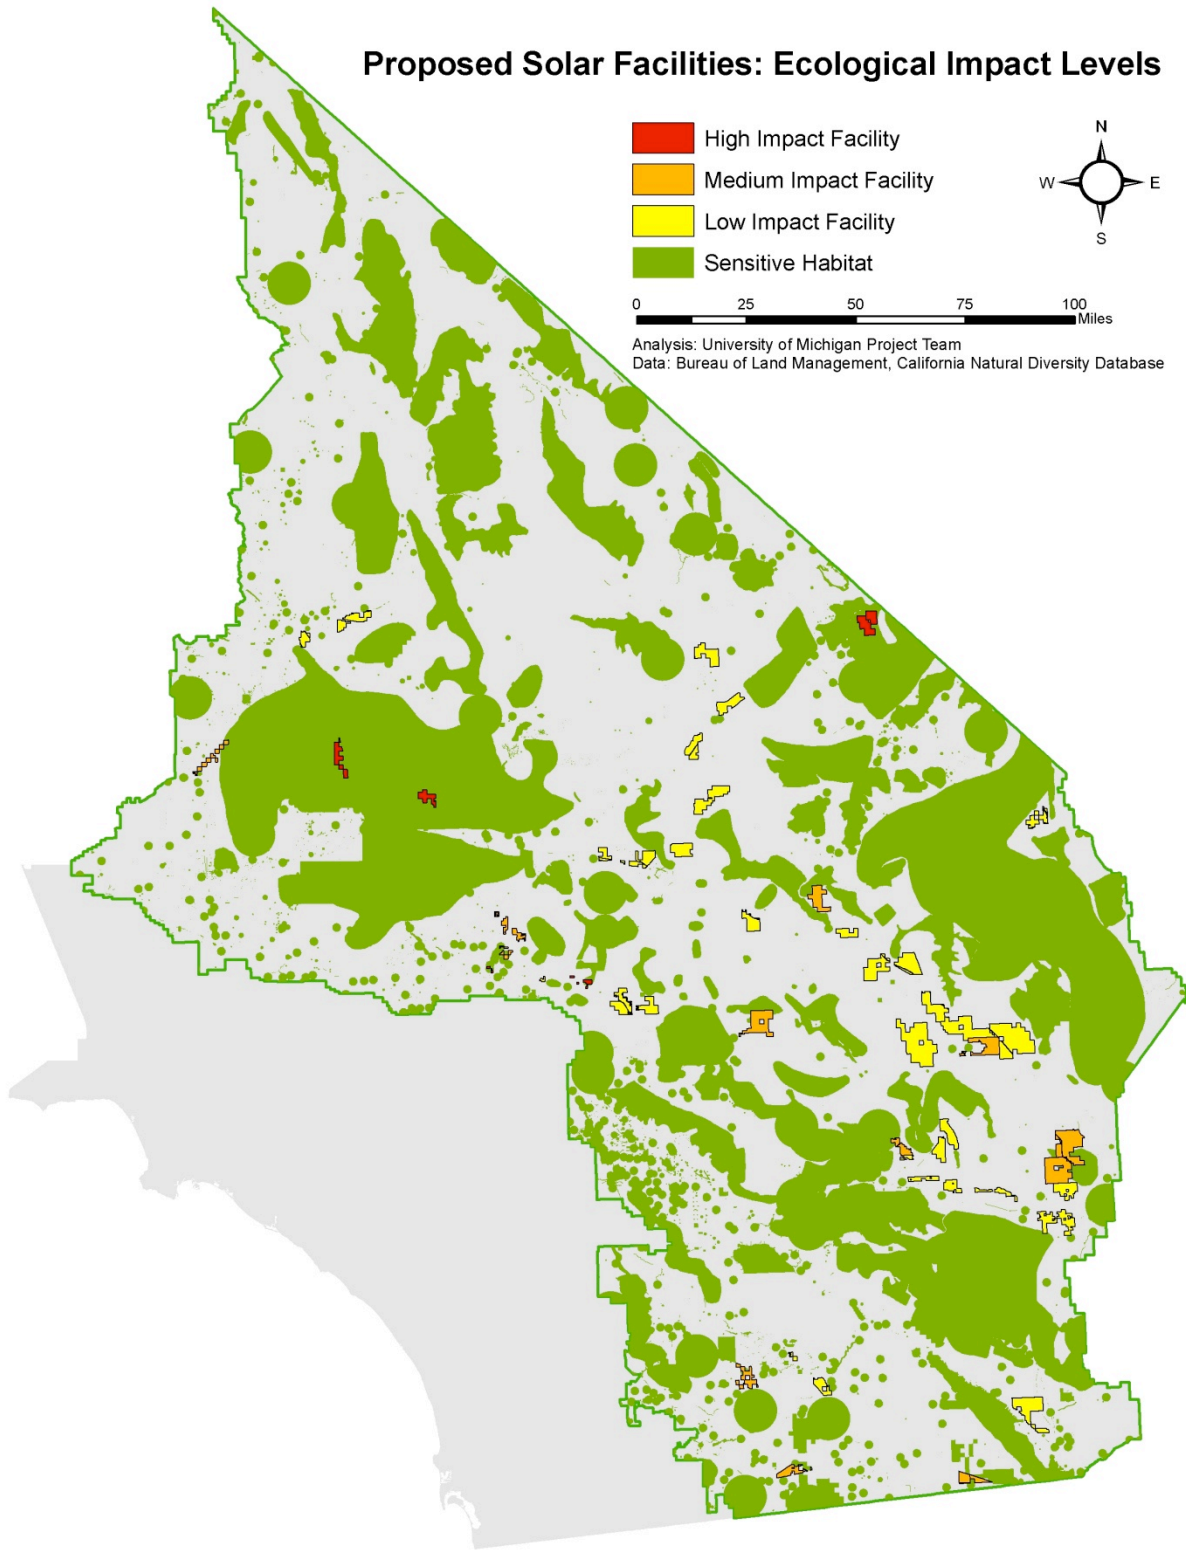 Proposed Solar Facilities: Ecological Impact Levels
High Impact Facility
Medium Impact Facility
Low Impact Facility
Sensitive Habitat
N
W E
S
0 25 50 75 100
Miles
Analysis: University of Michigan Project Team
Data: Bureau of Land Management, California Natural Diversity Database